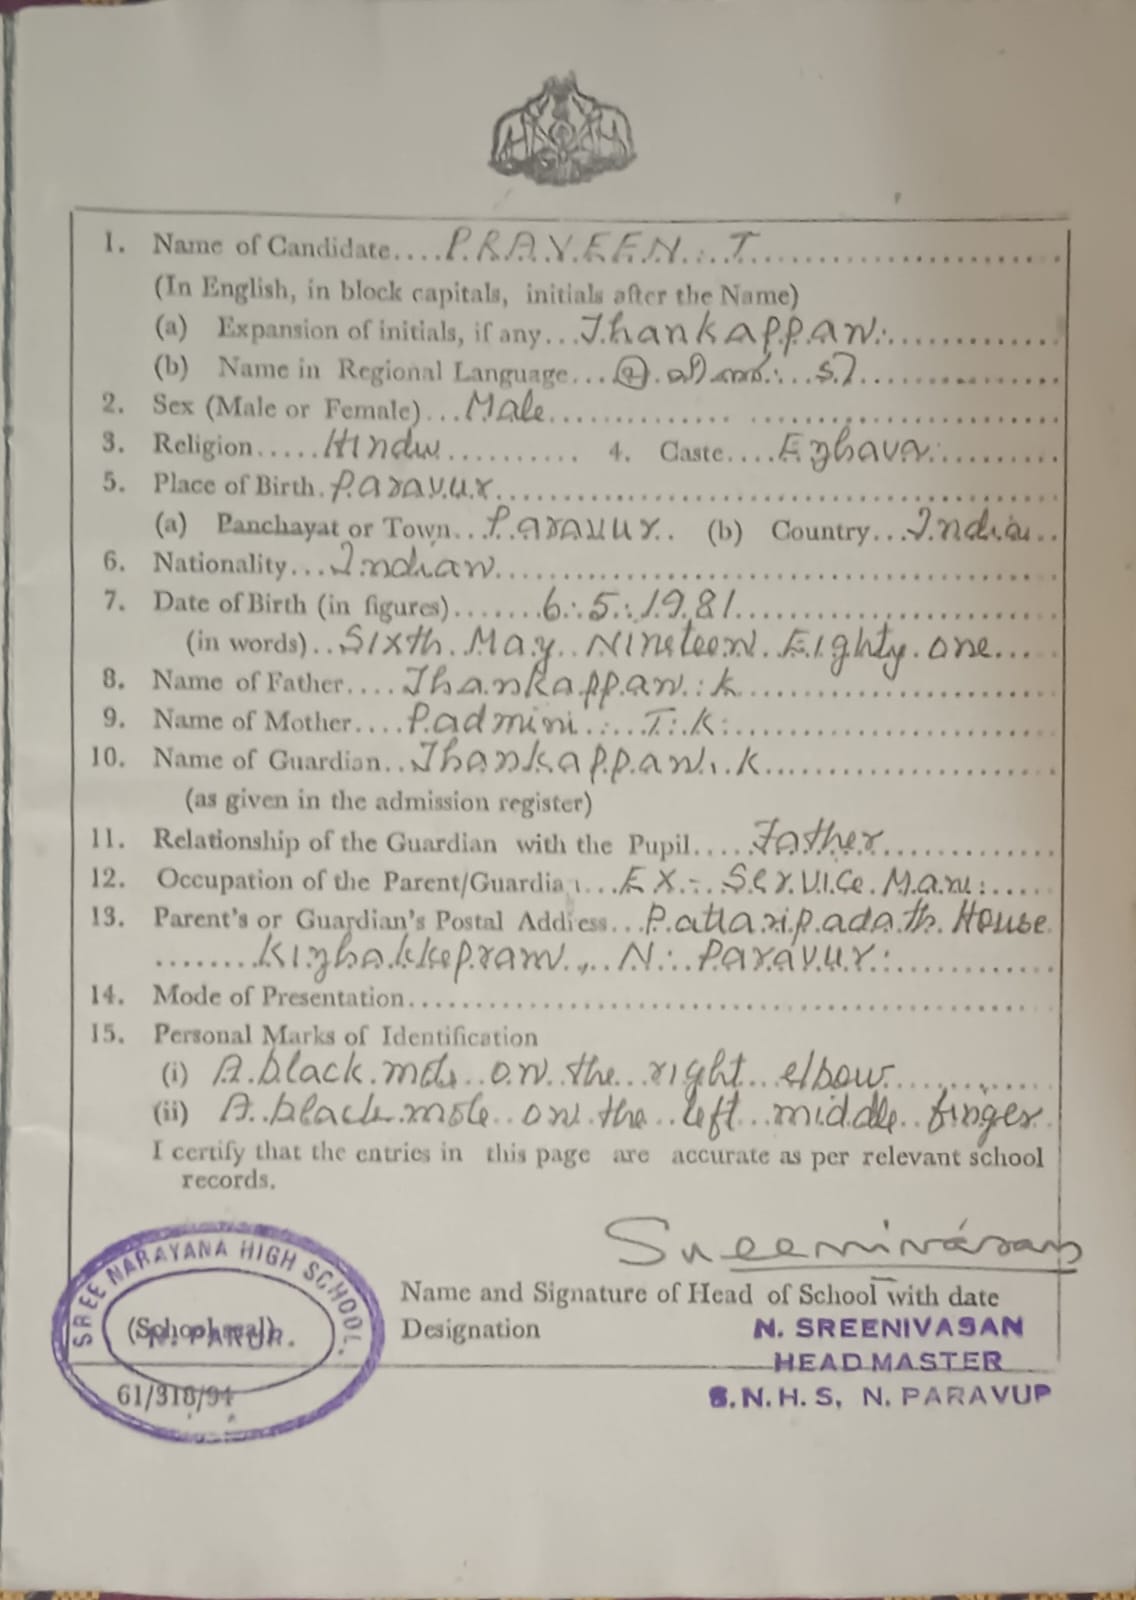 1. Name of Candidate....PRAVEEN. T
(In English, in block capitals, initials after the Name)
(a) Expansion of initials, if any...Thankappan.
(b) Name in Regional Language...പ്രവീൺ. ടി
2. Sex (Male or Female)...Male
3. Religion.....Hindu.......... 4. Caste....Ezhava.
5. Place of Birth.Paravur
(a) Panchayat or Town..Paravur.. (b) Country...India..
6. Nationality...Indian
7. Date of Birth (in figures).......6.5.1981
(in words)..Sixth May Nineteen Eighty one....
8. Name of Father....Thankappan.k
9. Name of Mother....Padmini. T.K.
10. Name of Guardian..Thankappan.k
(as given in the admission register)
11. Relationship of the Guardian with the Pupil.....Father
12. Occupation of the Parent/Guardian...EX-Service Man.
13. Parent's or Guardian's Postal Address...House
Kizhakkepram., N. Paravur.
14. Mode of Presentation
15. Personal Marks of Identification
(i) A black mole on the right elbow
(ii) A black mole on the left middle finger
I certify that the entries in this page are accurate as per relevant school
records.
Sreenivasan
Name and Signature of Head of School with date
Designation
N. SREENIVASAN
HEADMASTER
S.N.H.S, N. PARAVUR
SREE NARAYANA HIGH SCHOOL.
(School seal)
N. PARUR.
61/318/94